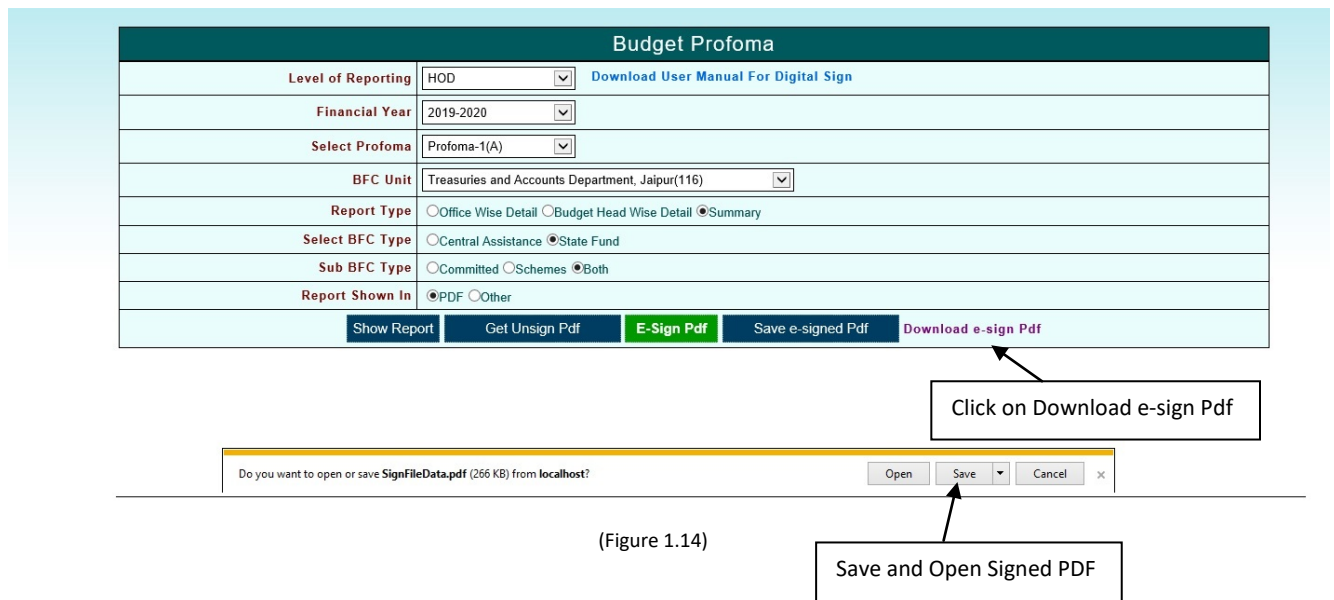 Budget Profoma
Level of Reporting HOD Download User Manual For Digital Sign
Financial Year 2019-2020
Select Profoma Profoma-1(A)
BFC Unit Treasuries and Accounts Department, Jaipur(116)
Report Type Office Wise Detail Budget Head Wise Detail Summary
Select BFC Type Central Assistance State Fund
Sub BFC Type Committed Schemes Both
Report Shown In PDF Other
Show Report Get Unsign Pdf E-Sign Pdf Save e-signed Pdf Download e-sign Pdf
Click on Download e-sign Pdf
Do you want to open or save SignFileData.pdf (266 KB) from localhost? Open Save Cancel ×
(Figure 1.14)
Save and Open Signed PDF